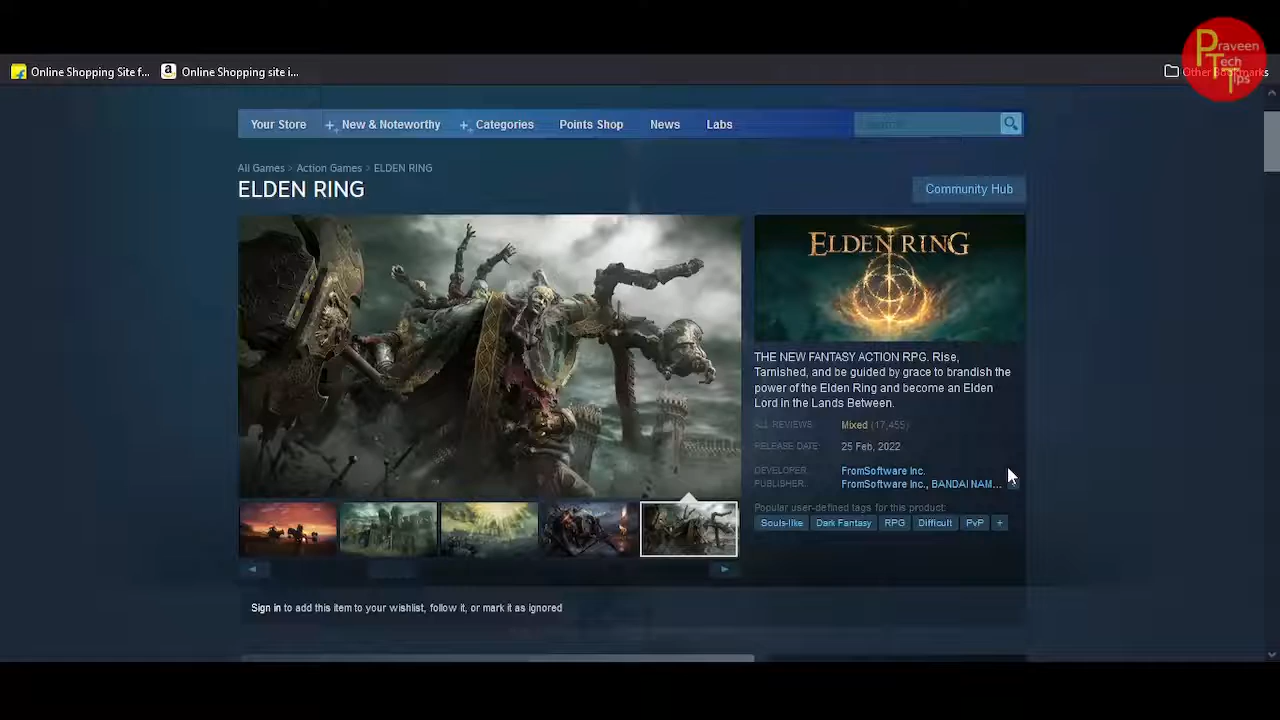 Praveen
Tech
Tips
Online Shopping Site f...
Online Shopping site i...
Other Bookmarks
Your Store
New & Noteworthy
Categories
Points Shop
News
Labs
All Games > Action Games > ELDEN RING
ELDEN RING
Community Hub
ELDEN RING
THE NEW FANTASY ACTION RPG. Rise,
Tarnished, and be guided by grace to brandish the
power of the Elden Ring and become an Elden
Lord in the Lands Between.
ALL REVIEWS: Mixed (17,455)
RELEASE DATE: 25 Feb, 2022
DEVELOPER: FromSoftware Inc.
PUBLISHER: FromSoftware Inc., BANDAI NAM...
Popular user-defined tags for this product:
Souls-like Dark Fantasy RPG Difficult PvP +
Sign in to add this item to your wishlist, follow it, or mark it as ignored